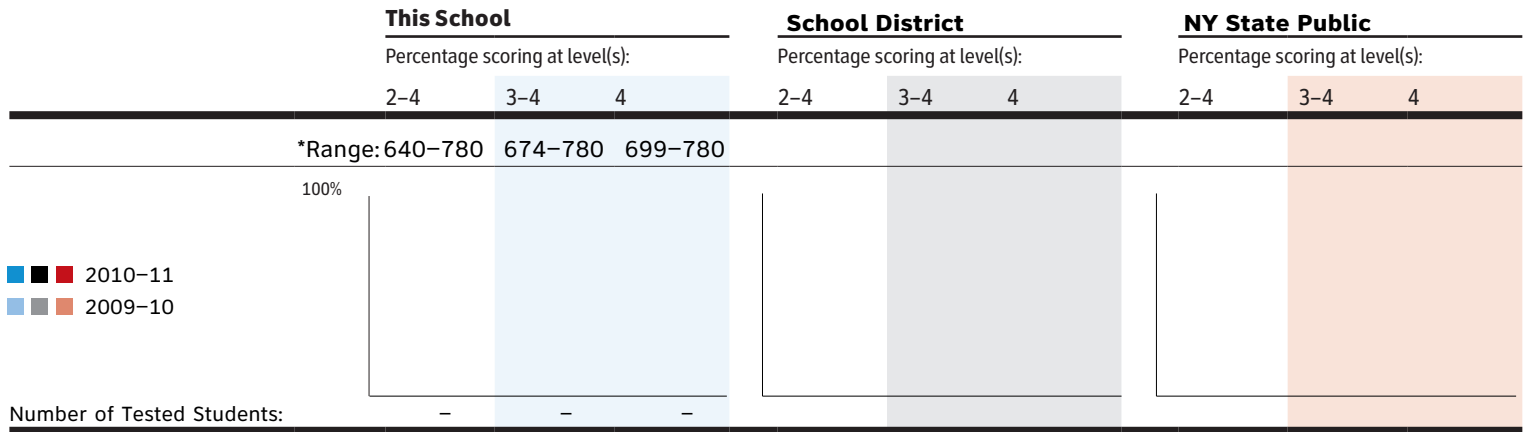 This School School District NY State Public
Percentage scoring at level(s): Percentage scoring at level(s): Percentage scoring at level(s):
2–4 3–4 4 2–4 3–4 4 2–4 3–4 4
*Range: 640–780 674–780 699–780
100%
2010–11
2009–10
Number of Tested Students: – – –